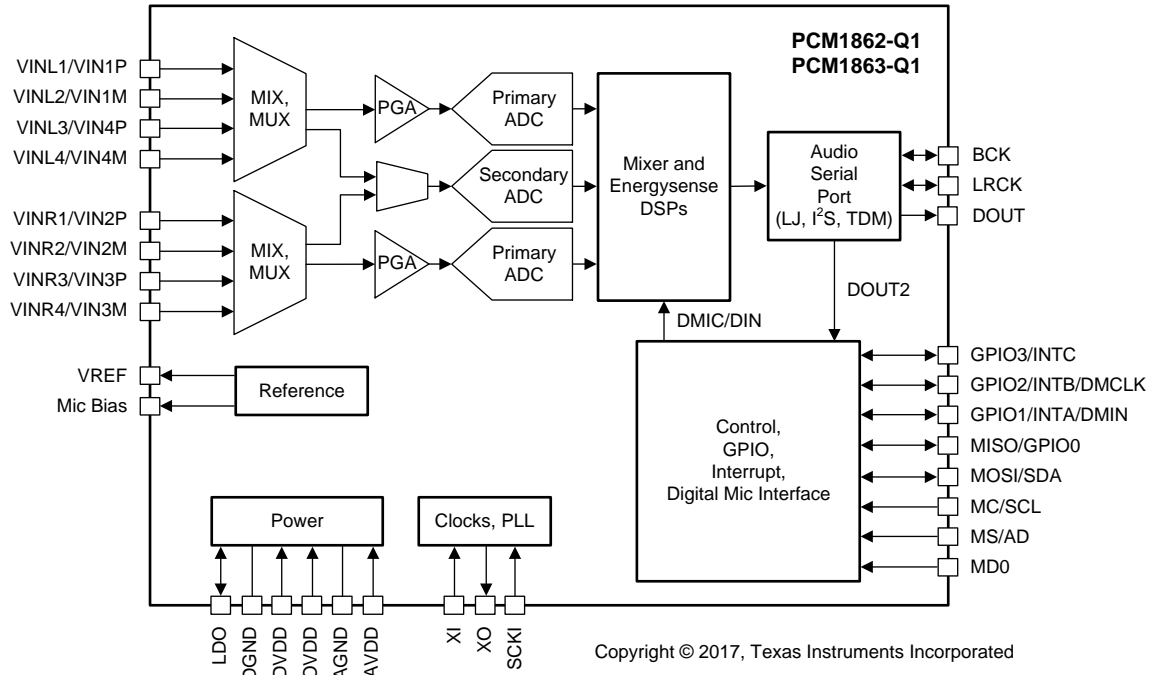 PCM1862-Q1
PCM1863-Q1
VINL1/VIN1P
VINL2/VIN1M
VINL3/VIN4P
VINL4/VIN4M
MIX,
MUX
PGA
Primary
ADC
Secondary
ADC
VINR1/VIN2P
VINR2/VIN2M
VINR3/VIN3P
VINR4/VIN3M
MIX,
MUX
PGA
Primary
ADC
Mixer and
Energysense
DSPs
Audio
Serial
Port
(LJ, I²S, TDM)
BCK
LRCK
DOUT
DOUT2
DMIC/DIN
VREF
Mic Bias
Reference
Control,
GPIO,
Interrupt,
Digital Mic Interface
GPIO3/INTC
GPIO2/INTB/DMCLK
GPIO1/INTA/DMIN
MISO/GPIO0
MOSI/SDA
MC/SCL
MS/AD
MD0
Power
Clocks, PLL
LDO
DGND
DVDD
OVDD
AGND
AVDD
XI
XO
SCKI
Copyright © 2017, Texas Instruments Incorporated